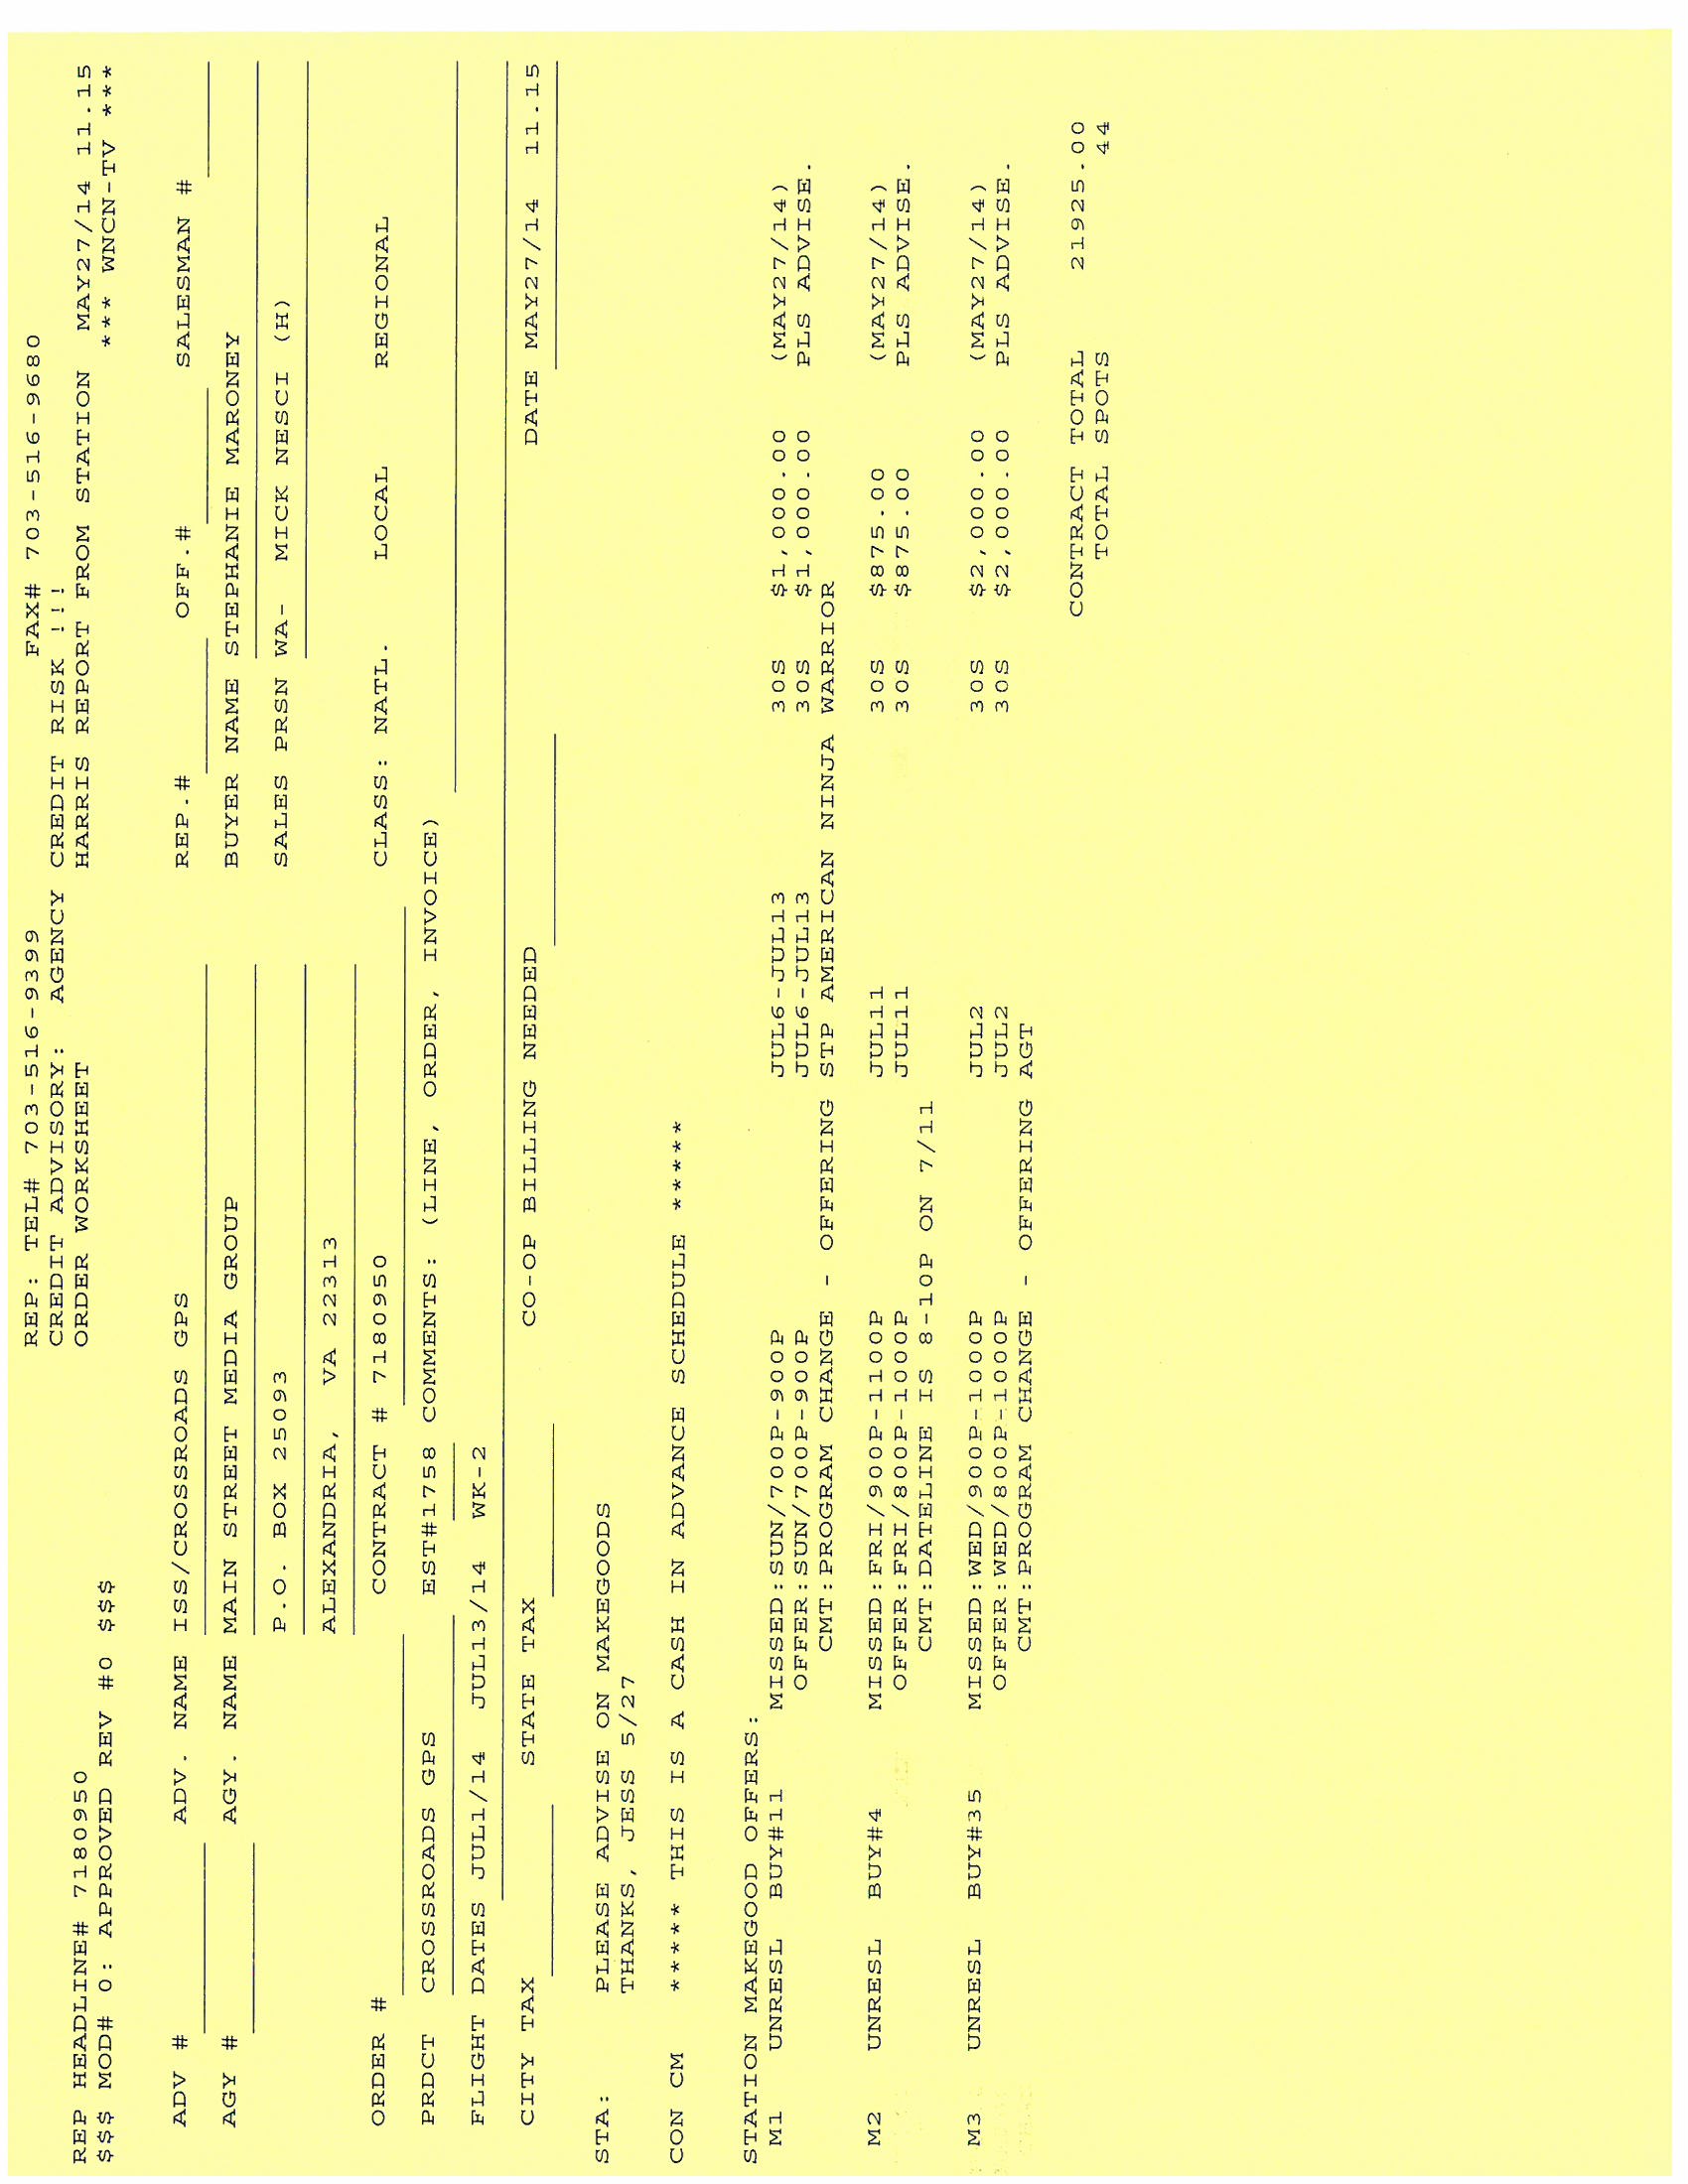 REP: TEL# 703-516-9399 FAX# 703-516-9680
CREDIT ADVISORY: AGENCY CREDIT RISK !!!
REP HEADLINE# 7180950 ORDER WORKSHEET HARRIS REPORT FROM STATION MAY27/14 11.15
$$$ MOD# 0: APPROVED REV #0 $$$ *** WNCN-TV ***
ADV # ADV. NAME ISS/CROSSROADS GPS REP.# OFF.# SALESMAN #
AGY # AGY. NAME MAIN STREET MEDIA GROUP BUYER NAME STEPHANIE MARONEY
P.O. BOX 25093 SALES PRSN WA- MICK NESCI (H)
ALEXANDRIA, VA 22313
ORDER # CONTRACT # 7180950 CLASS: NATL. LOCAL REGIONAL
PRDCT CROSSROADS GPS EST#1758 COMMENTS: (LINE, ORDER, INVOICE)
FLIGHT DATES JUL1/14 JUL13/14 WK-2
CITY TAX STATE TAX CO-OP BILLING NEEDED DATE MAY27/14 11.15
STA: PLEASE ADVISE ON MAKEGOODS
THANKS, JESS 5/27
CON CM ***** THIS IS A CASH IN ADVANCE SCHEDULE *****
STATION MAKEGOOD OFFERS:
M1 UNRESL BUY#11 MISSED:SUN/700P-900P JUL6-JUL13 30S $1,000.00 (MAY27/14)
OFFER:SUN/700P-900P JUL6-JUL13 30S $1,000.00 PLS ADVISE.
CMT:PROGRAM CHANGE - OFFERING STP AMERICAN NINJA WARRIOR
M2 UNRESL BUY#4 MISSED:FRI/900P-1100P JUL11 30S $875.00 (MAY27/14)
OFFER:FRI/800P-1000P JUL11 30S $875.00 PLS ADVISE.
CMT:DATELINE IS 8-10P ON 7/11
M3 UNRESL BUY#35 MISSED:WED/900P-1000P JUL2 30S $2,000.00 (MAY27/14)
OFFER:WED/800P-1000P JUL2 30S $2,000.00 PLS ADVISE.
CMT:PROGRAM CHANGE - OFFERING AGT
CONTRACT TOTAL 21925.00
TOTAL SPOTS 44